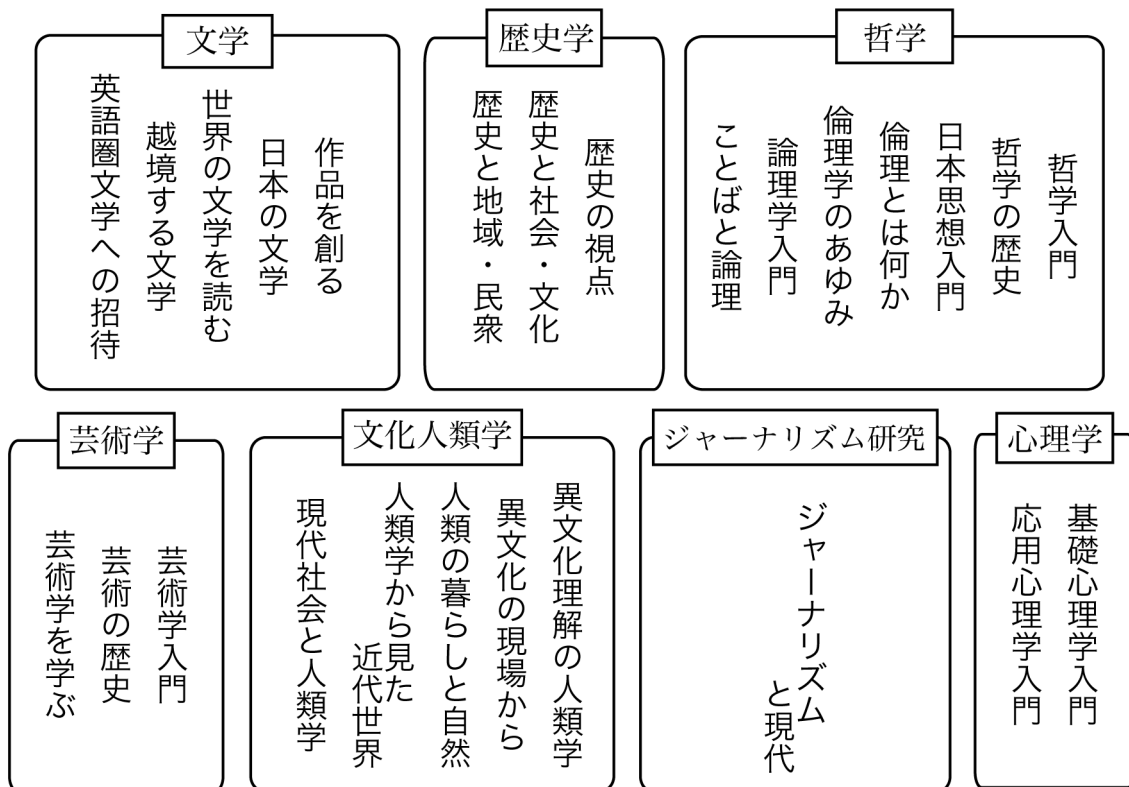 文学
作品を創る
日本の文学
世界の文学を読む
越境する文学
英語圏文学への招待
歴史学
歴史の視点
歴史と社会・文化
歴史と地域・民衆
哲学
哲学入門
哲学の歴史
日本思想入門
倫理とは何か
倫理学のあゆみ
論理学入門
ことばと論理
芸術学
芸術学入門
芸術の歴史
芸術学を学ぶ
文化人類学
異文化理解の人類学
異文化の現場から
人類の暮らしと自然
人類学から見た
近代世界
現代社会と人類学
ジャーナリズム研究
ジャーナリズム
と現代
心理学
基礎心理学入門
応用心理学入門